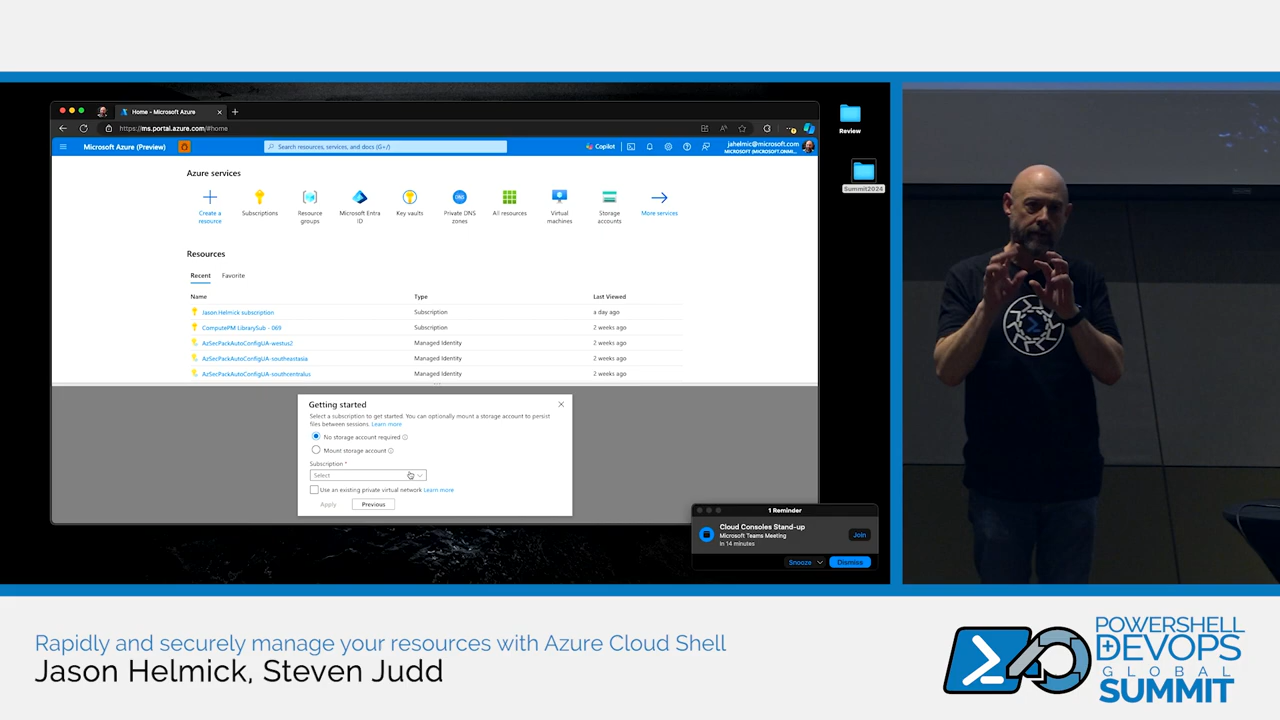 Home - Microsoft Azure
https://ms.portal.azure.com/#home
Microsoft Azure (Preview)
Search resources, services, and docs (G+/)
Copilot
jahelmic@microsoft.com
MICROSOFT (MICROSOFT.ONMI...
Review
Summit2024
Azure services
Create a resource
Subscriptions
Resource groups
Microsoft Entra ID
Key vaults
DNS
Private DNS zones
All resources
Virtual machines
Storage accounts
More services
Resources
Recent Favorite
Name Type Last Viewed
Jason.Helmick subscription Subscription a day ago
ComputePM LibrarySub - 069 Subscription 2 weeks ago
AzSecPackAutoConfigUA-westus2 Managed Identity 2 weeks ago
AzSecPackAutoConfigUA-southeastasia Managed Identity 2 weeks ago
AzSecPackAutoConfigUA-southcentralus Managed Identity 2 weeks ago
Getting started
Select a subscription to get started. You can optionally mount a storage account to persist
files between sessions. Learn more
No storage account required
Mount storage account
Subscription *
Select
Use an existing private virtual network Learn more
Apply Previous
1 Reminder
Cloud Consoles Stand-up
Microsoft Teams Meeting
in 14 minutes
Join
Snooze Dismiss
Rapidly and securely manage your resources with Azure Cloud Shell
Jason Helmick, Steven Judd
POWERSHELL
DEVOPS
GLOBAL
SUMMIT